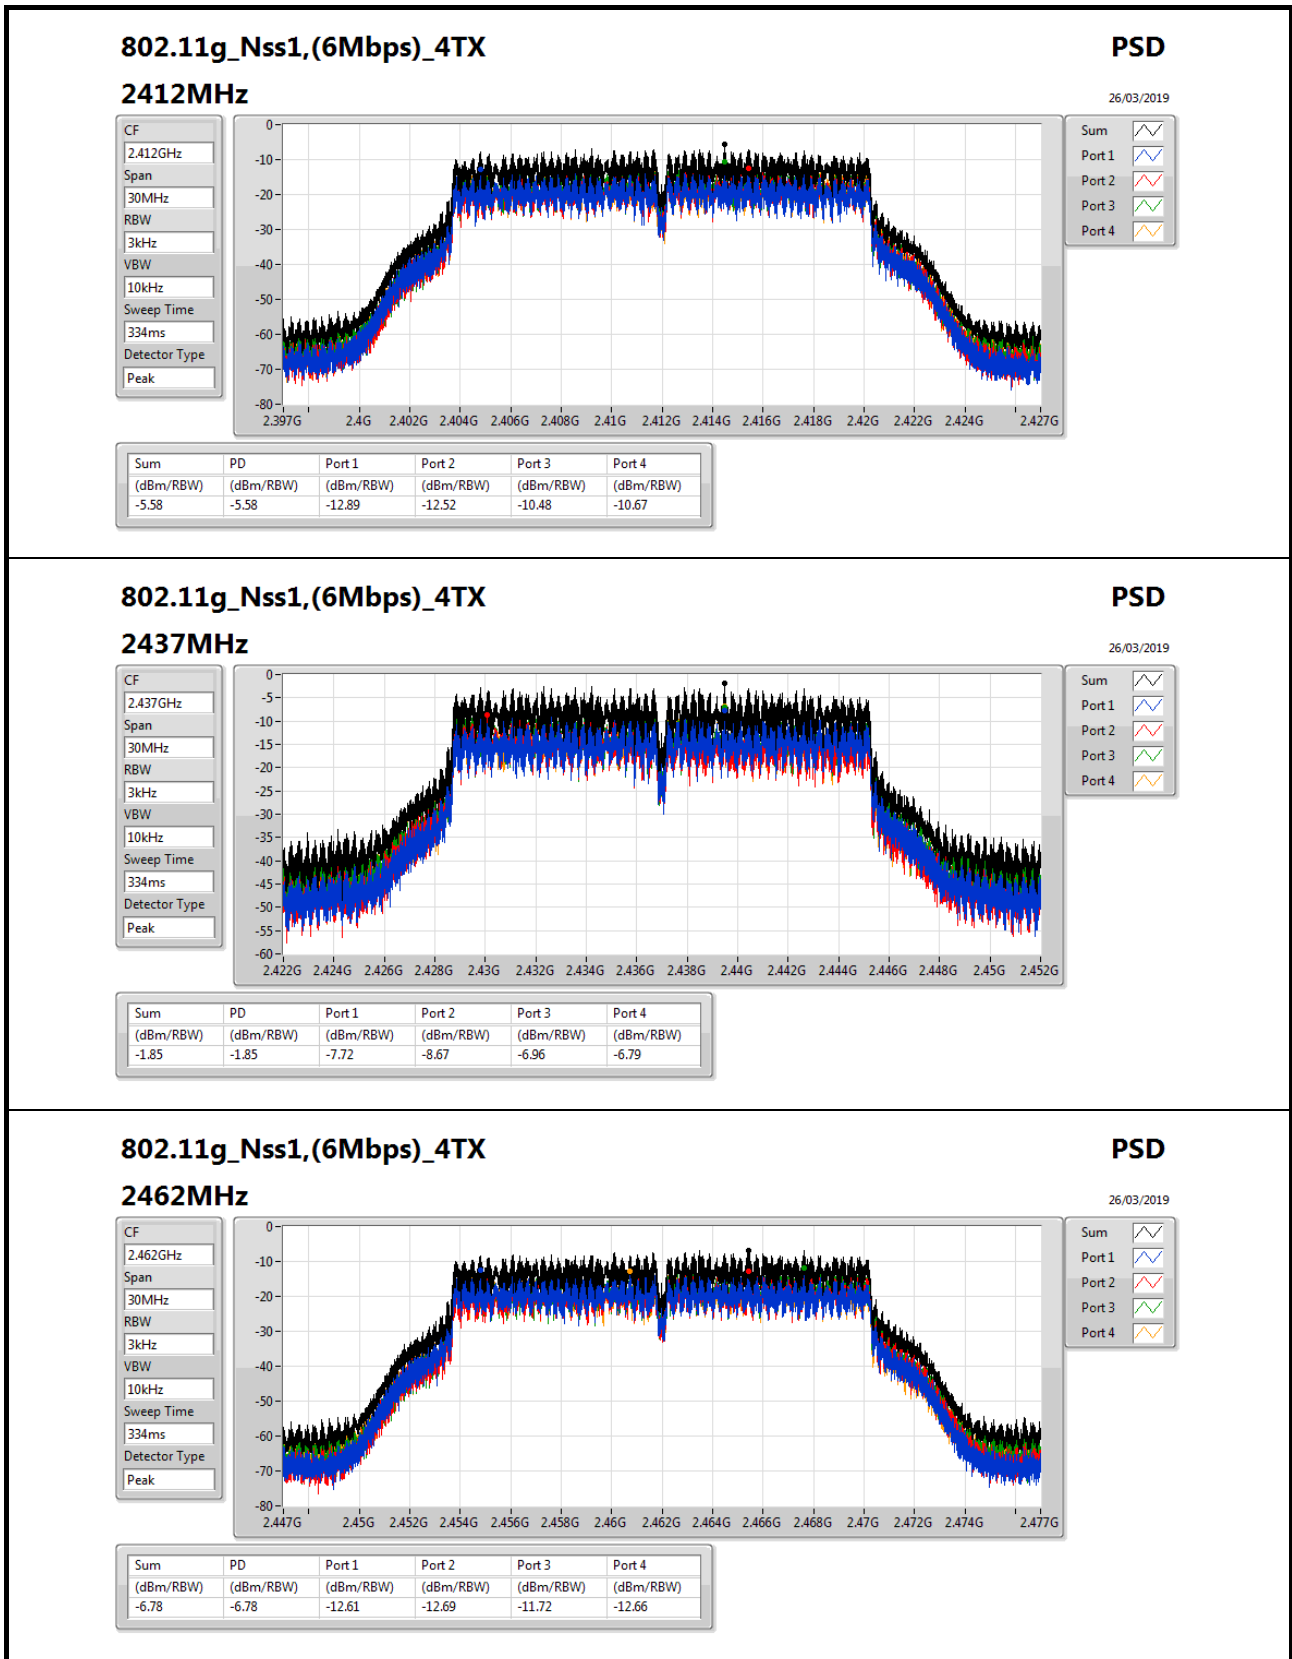 802.11g_Nss1,(6Mbps)_4TX PSD
2412MHz 26/03/2019
CF
2.412GHz
Span
30MHz
RBW
3kHz
VBW
10kHz
Sweep Time
334ms
Detector Type
Peak
0
-10
-20
-30
-40
-50
-60
-70
-80
2.397G 2.4G 2.402G 2.404G 2.406G 2.408G 2.41G 2.412G 2.414G 2.416G 2.418G 2.42G 2.422G 2.424G 2.427G
Sum
Port 1
Port 2
Port 3
Port 4
Sum PD Port 1 Port 2 Port 3 Port 4
(dBm/RBW) (dBm/RBW) (dBm/RBW) (dBm/RBW) (dBm/RBW) (dBm/RBW)
-5.58 -5.58 -12.89 -12.52 -10.48 -10.67
802.11g_Nss1,(6Mbps)_4TX PSD
2437MHz 26/03/2019
CF
2.437GHz
Span
30MHz
RBW
3kHz
VBW
10kHz
Sweep Time
334ms
Detector Type
Peak
0
-5
-10
-15
-20
-25
-30
-35
-40
-45
-50
-55
-60
2.422G 2.424G 2.426G 2.428G 2.43G 2.432G 2.434G 2.436G 2.438G 2.44G 2.442G 2.444G 2.446G 2.448G 2.45G 2.452G
Sum
Port 1
Port 2
Port 3
Port 4
Sum PD Port 1 Port 2 Port 3 Port 4
(dBm/RBW) (dBm/RBW) (dBm/RBW) (dBm/RBW) (dBm/RBW) (dBm/RBW)
-1.85 -1.85 -7.72 -8.67 -6.96 -6.79
802.11g_Nss1,(6Mbps)_4TX PSD
2462MHz 26/03/2019
CF
2.462GHz
Span
30MHz
RBW
3kHz
VBW
10kHz
Sweep Time
334ms
Detector Type
Peak
0
-10
-20
-30
-40
-50
-60
-70
-80
2.447G 2.45G 2.452G 2.454G 2.456G 2.458G 2.46G 2.462G 2.464G 2.466G 2.468G 2.47G 2.472G 2.474G 2.477G
Sum
Port 1
Port 2
Port 3
Port 4
Sum PD Port 1 Port 2 Port 3 Port 4
(dBm/RBW) (dBm/RBW) (dBm/RBW) (dBm/RBW) (dBm/RBW) (dBm/RBW)
-6.78 -6.78 -12.61 -12.69 -11.72 -12.66